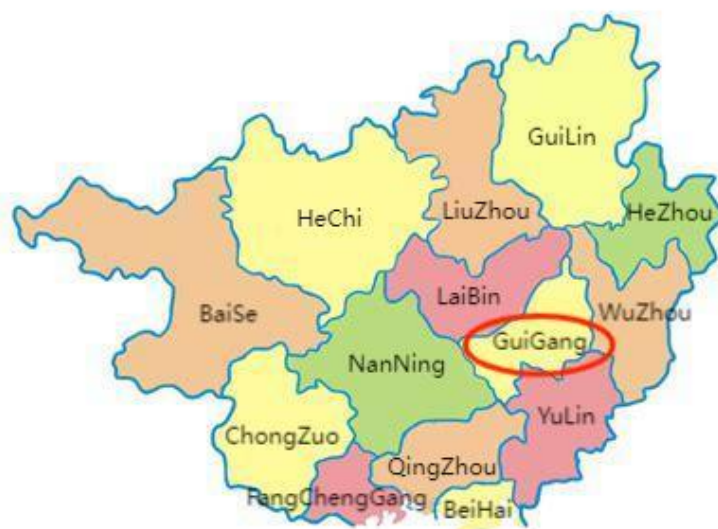 GuiLin
HeChi
LiuZhou
HeZhou
LaiBin
BaiSe
WuZhou
GuiGang
NanNing
YuLin
ChongZuo
QingZhou
FangChengGang
BeiHai